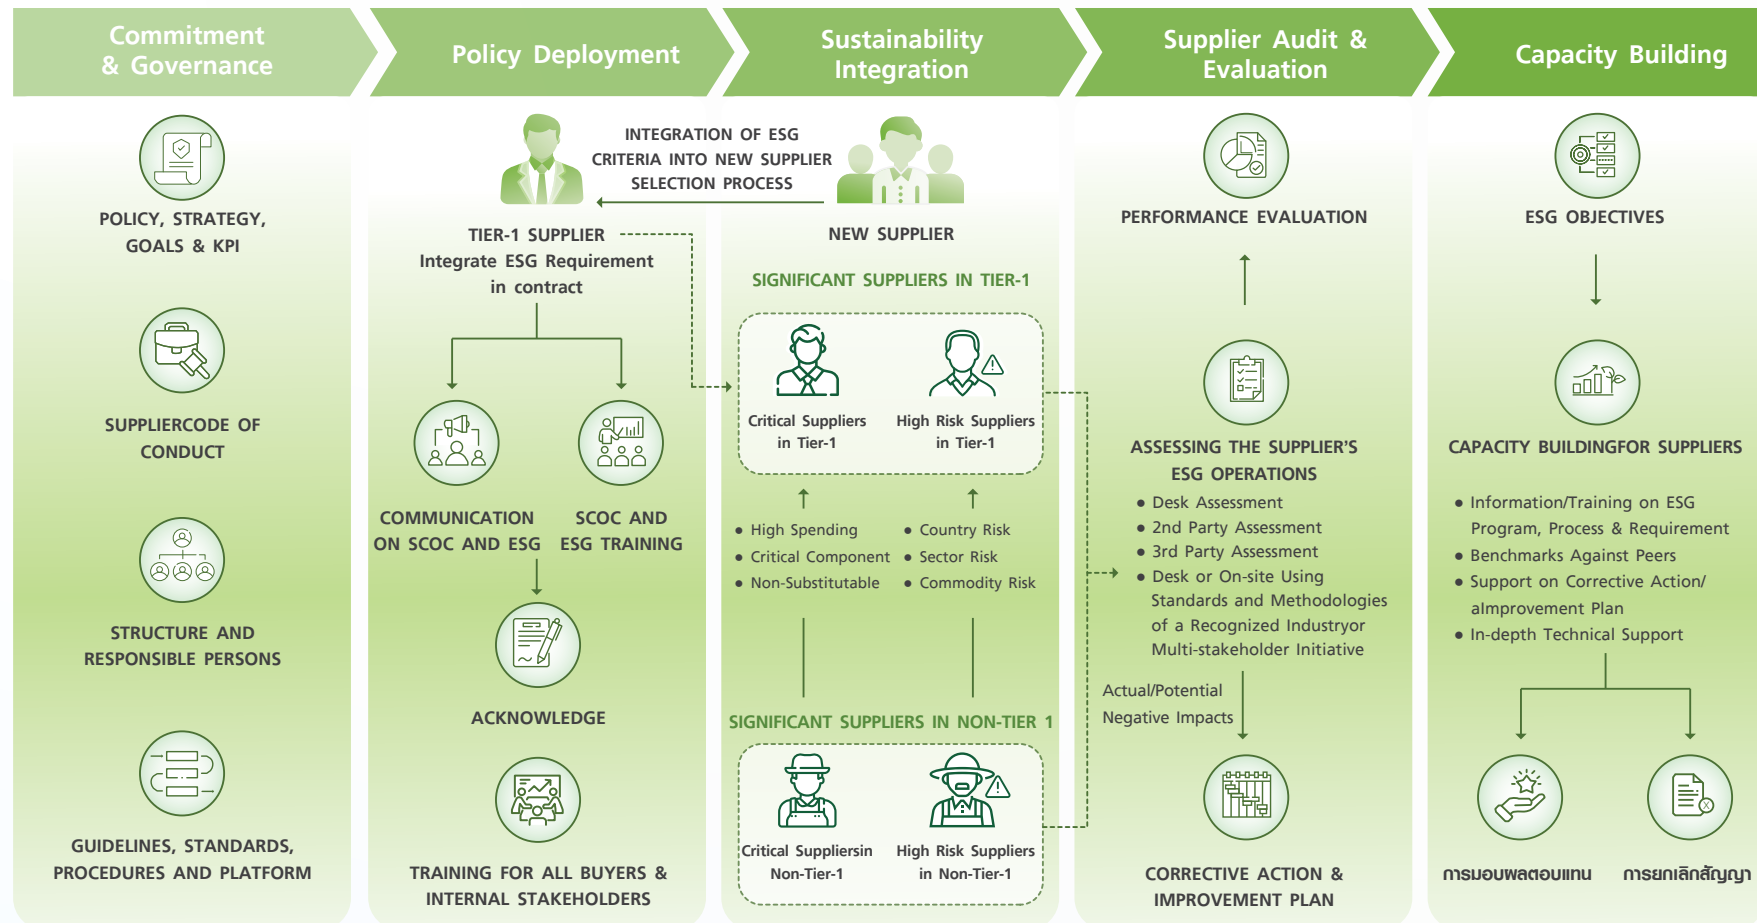 Commitment
& Governance
Policy Deployment
Sustainability
Integration
Supplier Audit &
Evaluation
Capacity Building
POLICY, STRATEGY,
GOALS & KPI
SUPPLIERCODE OF
CONDUCT
STRUCTURE AND
RESPONSIBLE PERSONS
GUIDELINES, STANDARDS,
PROCEDURES AND PLATFORM
INTEGRATION OF ESG
CRITERIA INTO NEW SUPPLIER
SELECTION PROCESS
TIER-1 SUPPLIER
Integrate ESG Requirement
in contract
COMMUNICATION
ON SCOC AND ESG
SCOC AND
ESG TRAINING
ACKNOWLEDGE
TRAINING FOR ALL BUYERS &
INTERNAL STAKEHOLDERS
NEW SUPPLIER
SIGNIFICANT SUPPLIERS IN TIER-1
Critical Suppliers
in Tier-1
High Risk Suppliers
in Tier-1
• High Spending
• Critical Component
• Non-Substitutable
• Country Risk
• Sector Risk
• Commodity Risk
SIGNIFICANT SUPPLIERS IN NON-TIER 1
Critical Suppliersin
Non-Tier-1
High Risk Suppliers
in Non-Tier-1
PERFORMANCE EVALUATION
ASSESSING THE SUPPLIER'S
ESG OPERATIONS
• Desk Assessment
• 2nd Party Assessment
• 3rd Party Assessment
• Desk or On-site Using
Standards and Methodologies
of a Recognized Industryor
Multi-stakeholder Initiative
Actual/Potential
Negative Impacts
CORRECTIVE ACTION &
IMPROVEMENT PLAN
ESG OBJECTIVES
CAPACITY BUILDINGFOR SUPPLIERS
• Information/Training on ESG
Program, Process & Requirement
• Benchmarks Against Peers
• Support on Corrective Action/
aImprovement Plan
• In-depth Technical Support
การมอบผลตอบแทน
การยกเลิกสัญญา